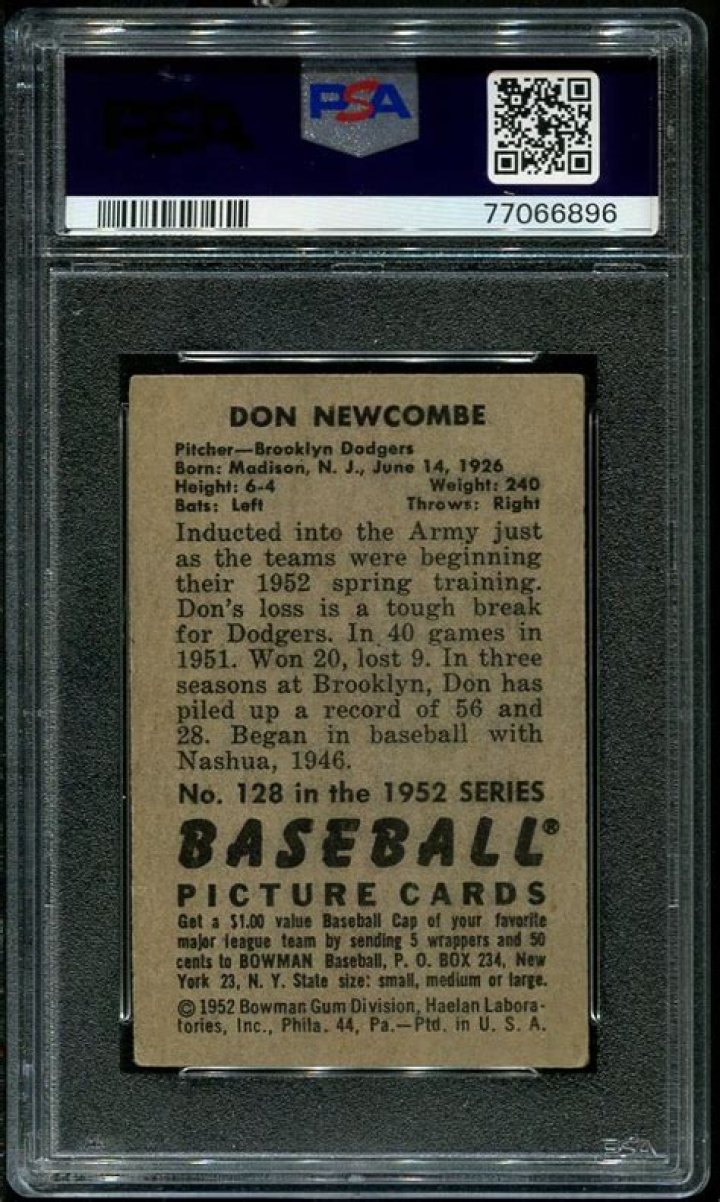 PSA
PSA
77066896
DON NEWCOMBE
Pitcher—Brooklyn Dodgers
Born: Madison, N. J., June 14, 1926
Height: 6-4 Weight: 240
Bats: Left Throws: Right
Inducted into the Army just
as the teams were beginning
their 1952 spring training.
Don's loss is a tough break
for Dodgers. In 40 games in
1951. Won 20, lost 9. In three
seasons at Brooklyn, Don has
piled up a record of 56 and
28. Began in baseball with
Nashua, 1946.
No. 128 in the 1952 SERIES
BASEBALL®
PICTURE CARDS
Get a $1.00 value Baseball Cap of your favorite
major league team by sending 5 wrappers and 50
cents to BOWMAN Baseball, P. O. BOX 234, New
York 23, N. Y. State size: small, medium or large.
© 1952 Bowman Gum Division, Haelan Labora-
tories, Inc., Phila. 44, Pa.—Ptd. in U. S. A.
PSA